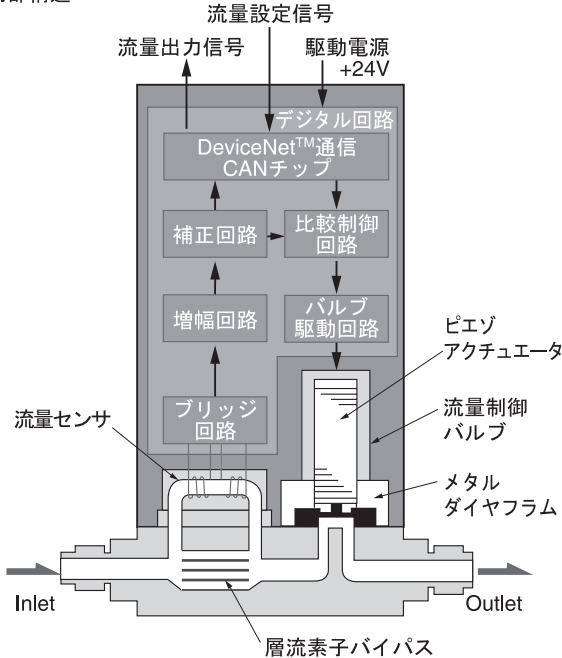 流量設定信号
流量出力信号
駆動電源
+24V
デジタル回路
DeviceNet™通信
CANチップ
補正回路
比較制御
回路
増幅回路
バルブ
駆動回路
ピエゾ
アクチュエータ
ブリッジ
回路
流量センサ
流量制御
バルブ
メタル
ダイヤフラム
Inlet
Outlet
層流素子バイパス